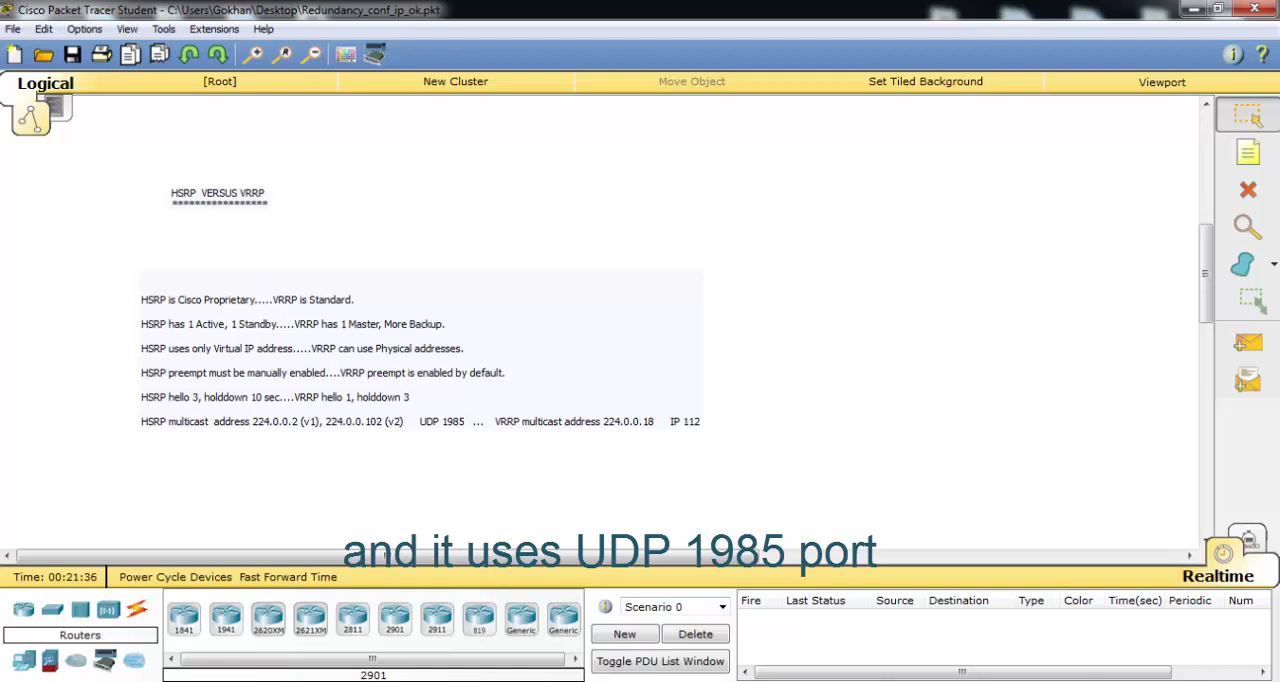 Cisco Packet Tracer Student - C:\Users\Gokhan\Desktop\Redundancy_conf_ip_ok.pkt
File Edit Options View Tools Extensions Help
Logical [Root] New Cluster Move Object Set Tiled Background Viewport
HSRP VERSUS VRRP
*****************
HSRP is Cisco Proprietary.....VRRP is Standard.
HSRP has 1 Active, 1 Standby.....VRRP has 1 Master, More Backup.
HSRP uses only Virtual IP address.....VRRP can use Physical addresses.
HSRP preempt must be manually enabled....VRRP preempt is enabled by default.
HSRP hello 3, holddown 10 sec....VRRP hello 1, holddown 3
HSRP multicast address 224.0.0.2 (v1), 224.0.0.102 (v2) UDP 1985 ... VRRP multicast address 224.0.0.18 IP 112
and it uses UDP 1985 port
Time: 00:21:36 Power Cycle Devices Fast Forward Time Realtime
Routers
1841 1941 2620XM 2621XM 2811 2901 2911 819 Generic Generic
2901
Scenario 0
New Delete
Toggle PDU List Window
Fire Last Status Source Destination Type Color Time(sec) Periodic Num